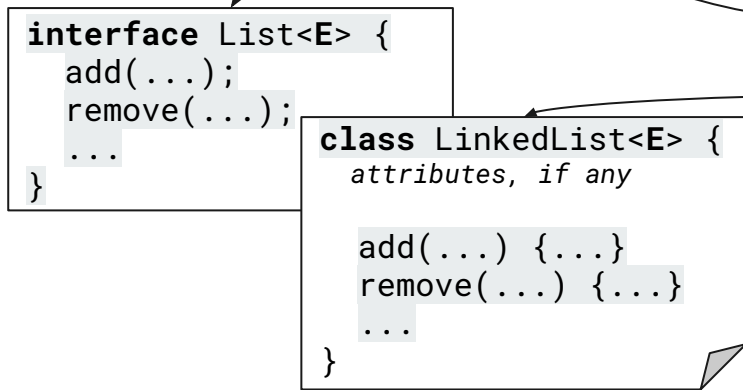 interface List<E> {
add(...);
remove(...);
...
}
class LinkedList<E> {
attributes, if any
add(...) {...}
remove(...) {...}
...
}